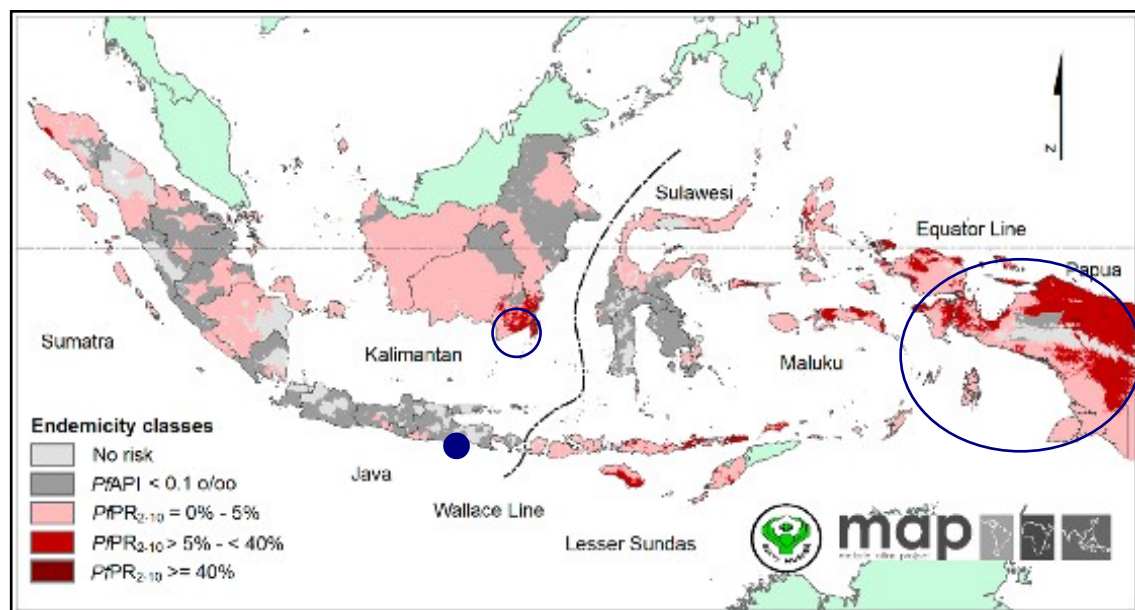 N
Sulawesi
Equator Line
Papua
Sumatra
Kalimantan
Maluku
Java
Wallace Line
Lesser Sundas
Endemicity classes
No risk
PfAPI < 0.1 o/oo
PfPR2-10 = 0% - 5%
PfPR2-10 > 5% - < 40%
PfPR2-10 >= 40%
map